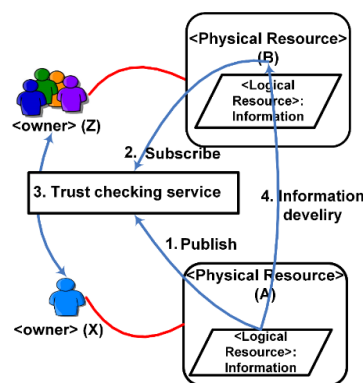 <Physical Resource>
(B)
<Logical
Resource>:
Information
<owner> (Z)
2. Subscribe
3. Trust checking service
4. Information
develiry
1. Publish
<Physical Resource>
(A)
<owner> (X)
<Logical
Resource>:
Information